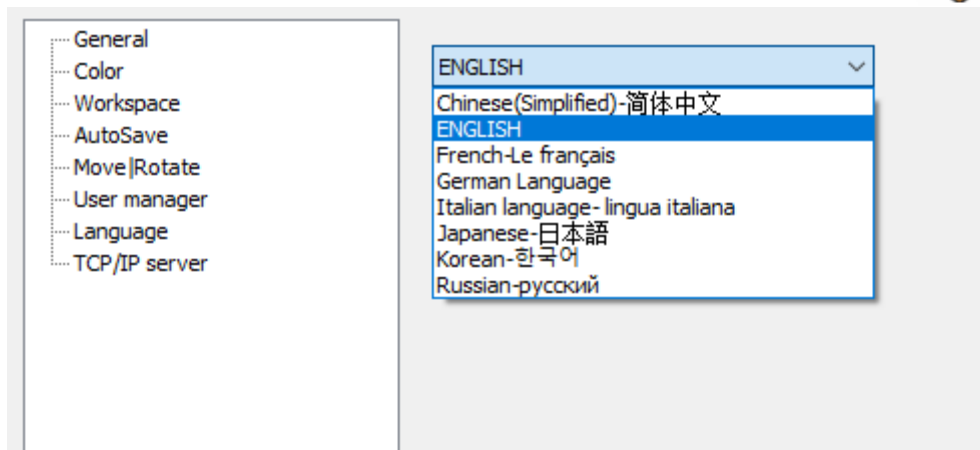 General
Color
Workspace
AutoSave
Move|Rotate
User manager
Language
TCP/IP server
ENGLISH
Chinese(Simplified)-简体中文
ENGLISH
French-Le français
German Language
Italian language- lingua italiana
Japanese-日本語
Korean-한국어
Russian-русский